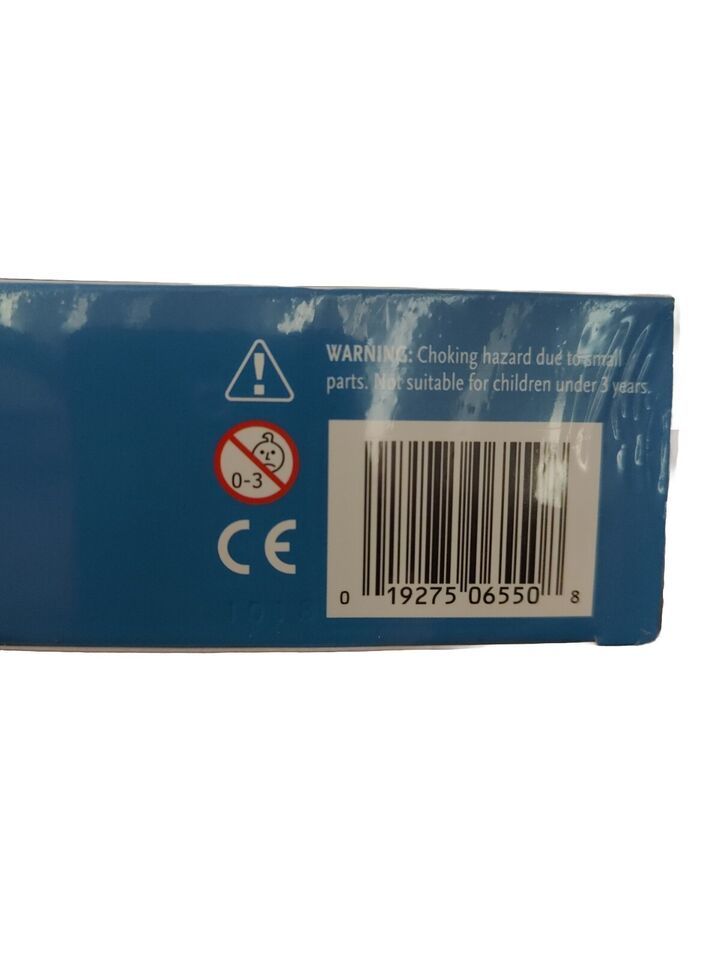 WARNING: Choking hazard due to small
parts. Not suitable for children under 3 years.
0-3
CE
0 19275 06550 8